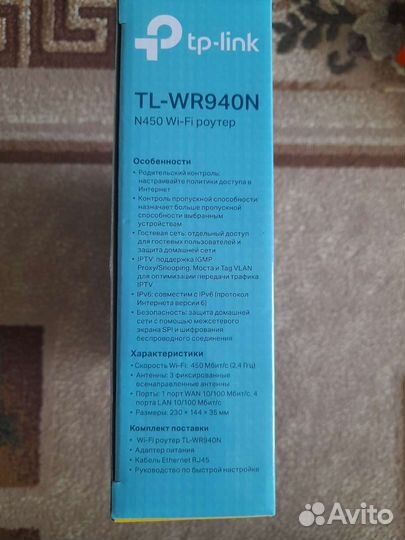 tp-link
TL-WR940N
N450 Wi-Fi роутер
Особенности
• Родительский контроль:
настраивайте политики доступа в
Интернет
• Контроль пропускной способности
назначает больше пропускной
способности выбранным
устройствам
• Гостевая сеть: отдельный доступ
для гостевых пользователей и
защита домашней сети
• IPTV: поддержка IGMP
Proxy/Snooping, Моста и Tag VLAN
для оптимизации передачи трафика
IPTV
• IPv6: совместим с IPv6 (протокол
Интернета версии 6)
• Безопасность: защита домашней
сети с помощью межсетевого
экрана SPI и шифрования
беспроводного соединения
Характеристики
• Скорость Wi-Fi: 450 Мбит/с (2,4 ГГц)
• Антенны: 3 фиксированные
всенаправленные антенны
• Порты: 1 порт WAN 10/100 Мбит/с, 4
порта LAN 10/100 Мбит/с
• Размеры: 230 × 144 × 35 мм
Комплект поставки
• Wi-Fi роутер TL-WR940N
• Адаптер питания
• Кабель Ethernet RJ45
• Руководство по быстрой настройке
Avito